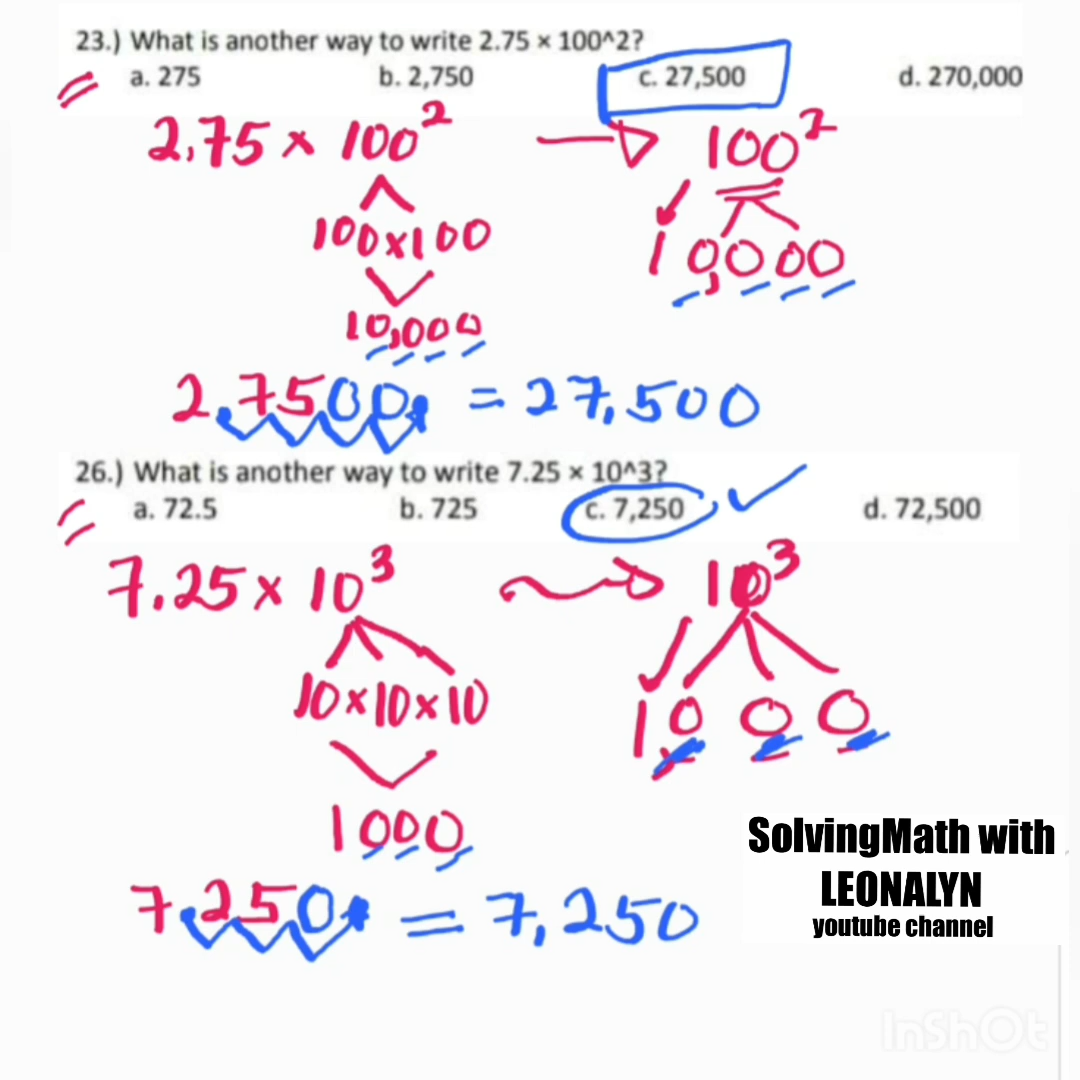 23.) What is another way to write 2.75 × 100^2?
a. 275 b. 2,750 c. 27,500 d. 270,000
2.75 × 100² → 100²
100×100 10,000
10,000
2.7500. = 27,500
26.) What is another way to write 7.25 × 10^3?
a. 72.5 b. 725 c. 7,250 d. 72,500
7.25 × 10³ → 10³
10×10×10 1,000
1000
7.250. = 7,250
SolvingMath with
LEONALYN
youtube channel
InShOt